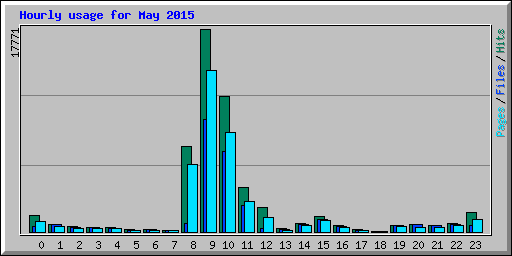 Hourly usage for May 2015
17771
Pages/Files/Hits
0 1 2 3 4 5 6 7 8 9 10 11 12 13 14 15 16 17 18 19 20 21 22 23